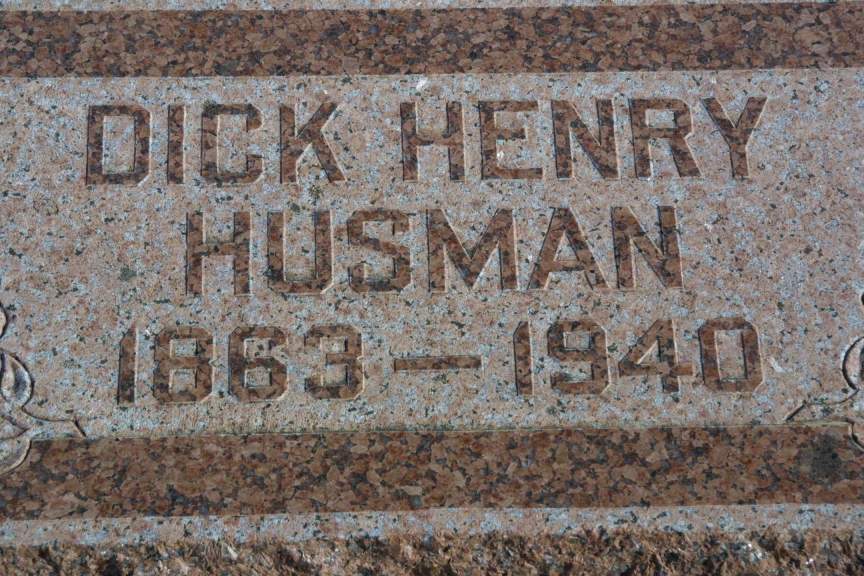 DICK HENRY
HUSMAN
1863 — 1940